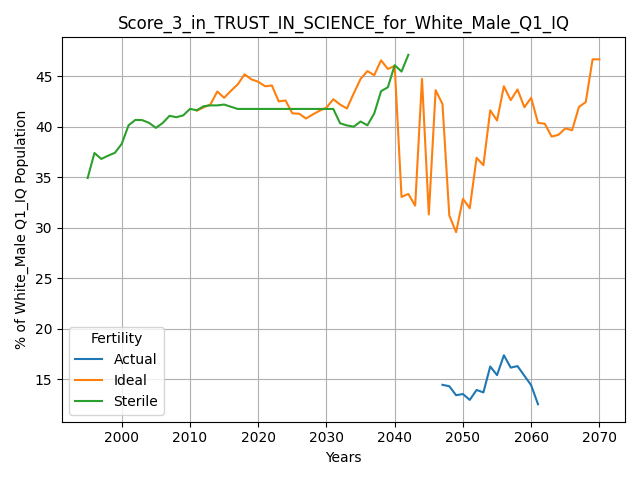 Score_3_in_TRUST_IN_SCIENCE_for_White_Male_Q1_IQ
% of White_Male Q1_IQ Population
45
40
35
30
25
20
15
Fertility
Actual
Ideal
Sterile
2000 2010 2020 2030 2040 2050 2060 2070
Years